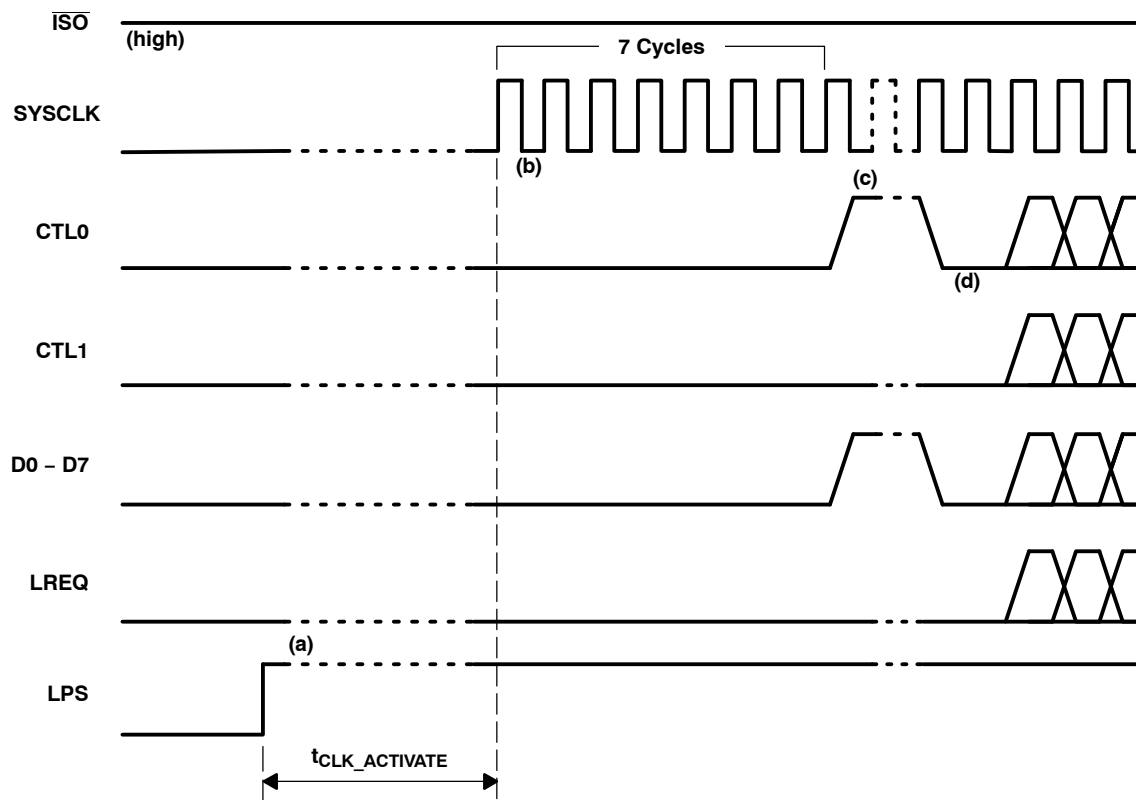 ISO
(high)
7 Cycles
SYSCLK
(b)
(c)
CTL0
(d)
CTL1
D0 – D7
LREQ
(a)
LPS
tCLK_ACTIVATE